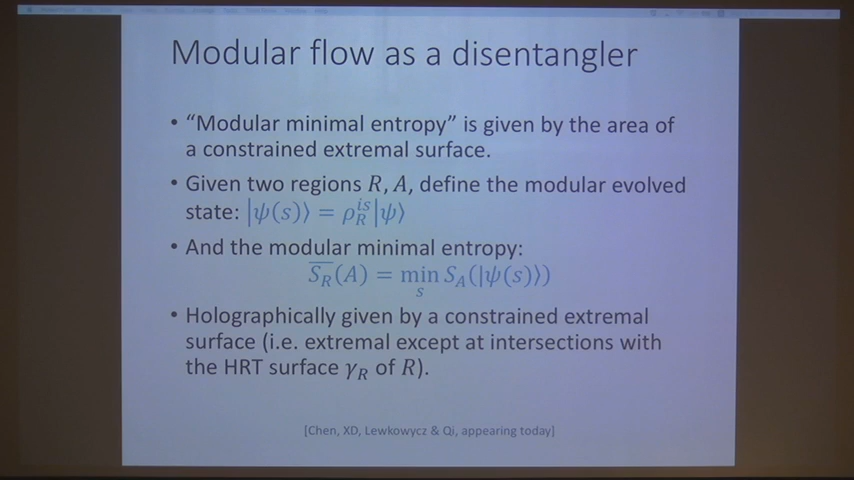 Modular flow as a disentangler
• “Modular minimal entropy” is given by the area of
a constrained extremal surface.
• Given two regions R, A, define the modular evolved
state: |ψ(s)⟩ = ρ_R^{is}|ψ⟩
• And the modular minimal entropy:
\overline{S_R}(A) = min_s S_A(|ψ(s)⟩)
• Holographically given by a constrained extremal
surface (i.e. extremal except at intersections with
the HRT surface γ_R of R).
[Chen, XD, Lewkowycz & Qi, appearing today]